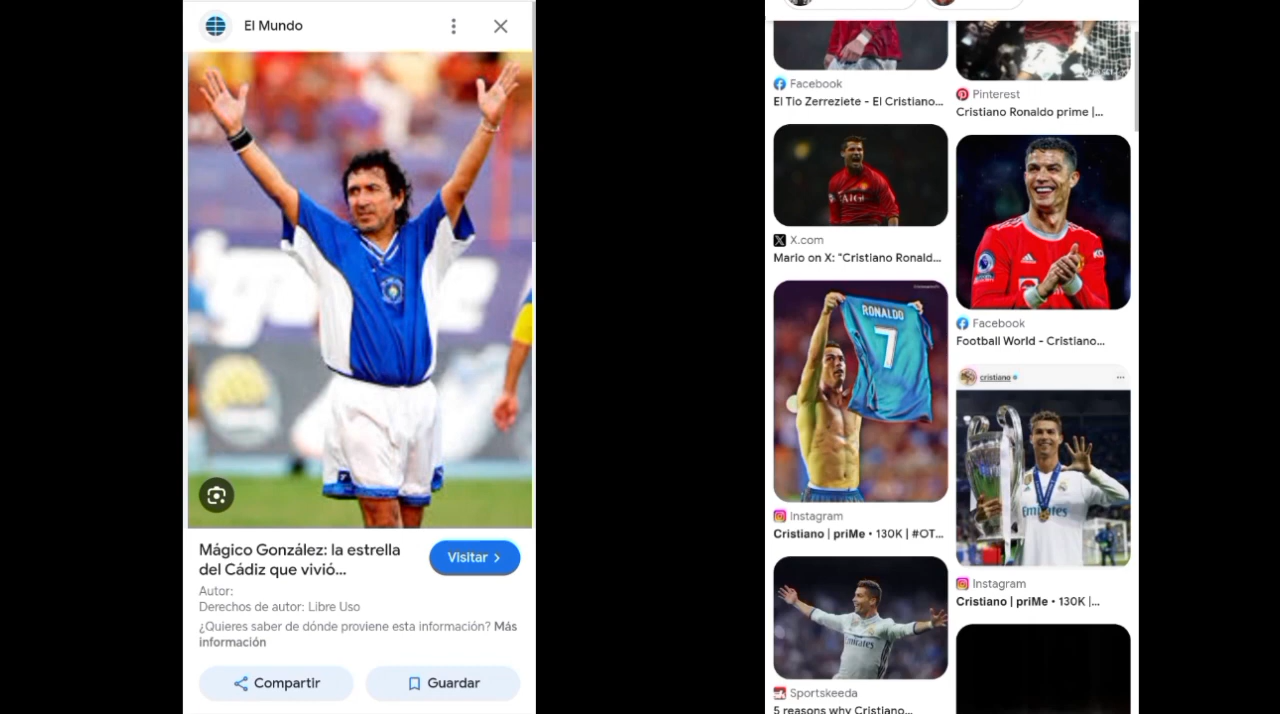 El Mundo
Mágico González: la estrella
del Cádiz que vivió...
Visitar
Autor:
Derechos de autor: Libre Uso
¿Quieres saber de dónde proviene esta información? Más
información
Compartir
Guardar
Facebook
El Tio Zerreziete - El Cristiano...
X.com
Mario on X: "Cristiano Ronald...
RONALDO
7
Instagram
Cristiano | priMe • 130K | #OT...
Emirates
Sportskeeda
5 reasons why Cristiano...
Pinterest
Cristiano Ronaldo prime |...
Facebook
Football World - Cristiano...
cristiano
Emirates
Instagram
Cristiano | priMe • 130K |...